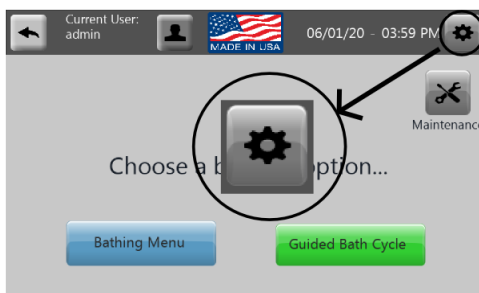 Current User:
admin
MADE IN USA
06/01/20 - 03:59 PM
Maintenance
Choose a b ption...
Bathing Menu
Guided Bath Cycle